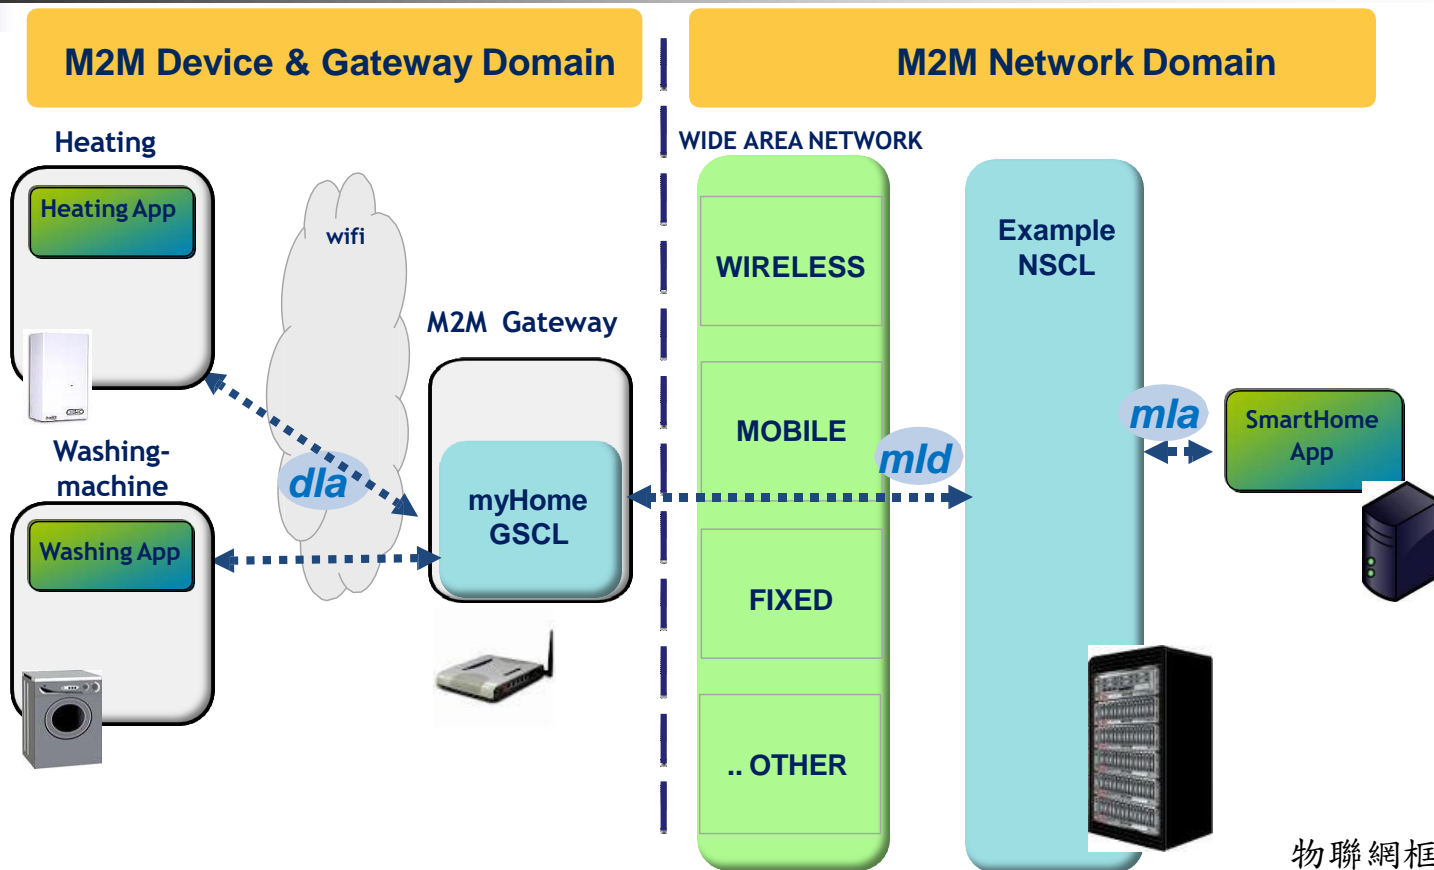 M2M Device & Gateway Domain
M2M Network Domain
Heating
Heating App
wifi
Washing-
machine
Washing App
dla
M2M Gateway
myHome
GSCL
WIDE AREA NETWORK
WIRELESS
MOBILE
FIXED
.. OTHER
mld
Example
NSCL
mla
SmartHome
App
物聯網框